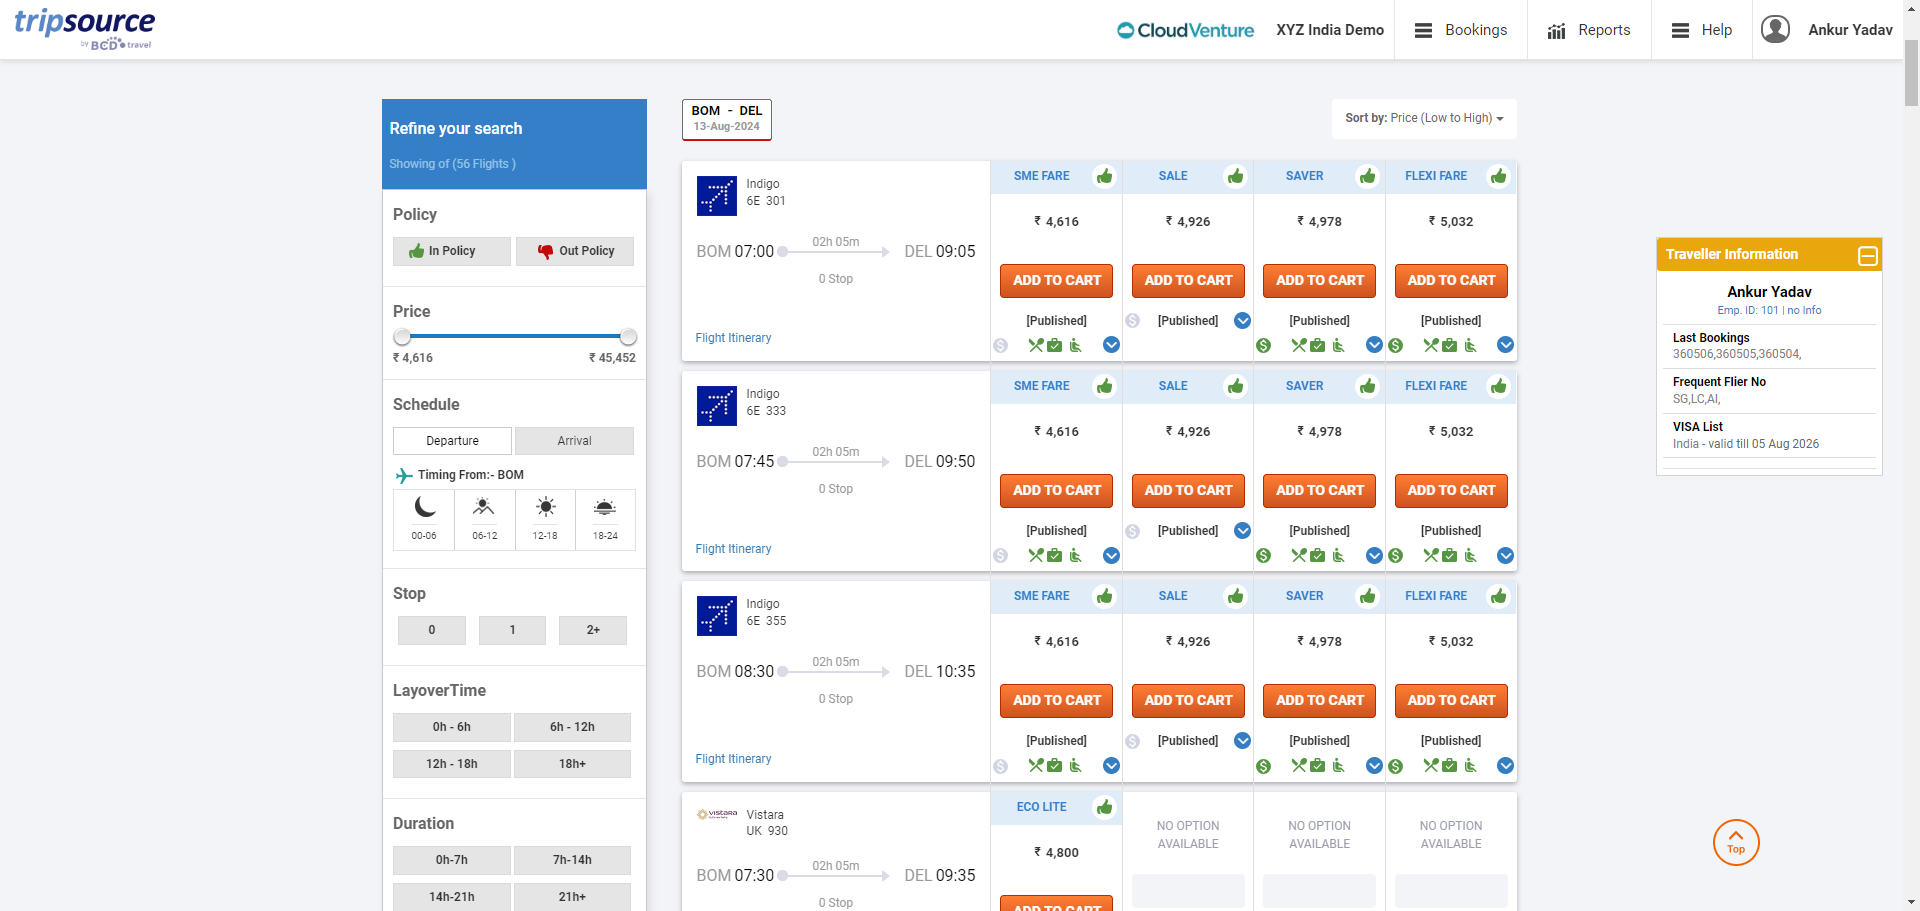 tripsource
by BCD travel
CloudVenture
XYZ India Demo
Bookings
Reports
Help
Ankur Yadav
Refine your search
Showing of (56 Flights )
Policy
In Policy
Out Policy
Price
₹ 4,616
₹ 45,452
Schedule
Departure
Arrival
Timing From:- BOM
00-06
06-12
12-18
18-24
Stop
0
1
2+
LayoverTime
0h - 6h
6h - 12h
12h - 18h
18h+
Duration
0h-7h
7h-14h
14h-21h
21h+
BOM - DEL
13-Aug-2024
Sort by: Price (Low to High)
Indigo
6E 301
BOM 07:00
02h 05m
DEL 09:05
0 Stop
Flight Itinerary
SME FARE
₹ 4,616
ADD TO CART
[Published]
SALE
₹ 4,926
ADD TO CART
[Published]
SAVER
₹ 4,978
ADD TO CART
[Published]
FLEXI FARE
₹ 5,032
ADD TO CART
[Published]
Indigo
6E 333
BOM 07:45
02h 05m
DEL 09:50
0 Stop
Flight Itinerary
SME FARE
₹ 4,616
ADD TO CART
[Published]
SALE
₹ 4,926
ADD TO CART
[Published]
SAVER
₹ 4,978
ADD TO CART
[Published]
FLEXI FARE
₹ 5,032
ADD TO CART
[Published]
Indigo
6E 355
BOM 08:30
02h 05m
DEL 10:35
0 Stop
Flight Itinerary
SME FARE
₹ 4,616
ADD TO CART
[Published]
SALE
₹ 4,926
ADD TO CART
[Published]
SAVER
₹ 4,978
ADD TO CART
[Published]
FLEXI FARE
₹ 5,032
ADD TO CART
[Published]
VISTARA
Vistara
UK 930
BOM 07:30
02h 05m
DEL 09:35
0 Stop
ECO LITE
₹ 4,800
ADD TO CART
NO OPTION
AVAILABLE
NO OPTION
AVAILABLE
NO OPTION
AVAILABLE
Traveller Information
Ankur Yadav
Emp. ID: 101 | no Info
Last Bookings
360506,360505,360504,
Frequent Flier No
SG,LC,AI,
VISA List
India - valid till 05 Aug 2026
Top